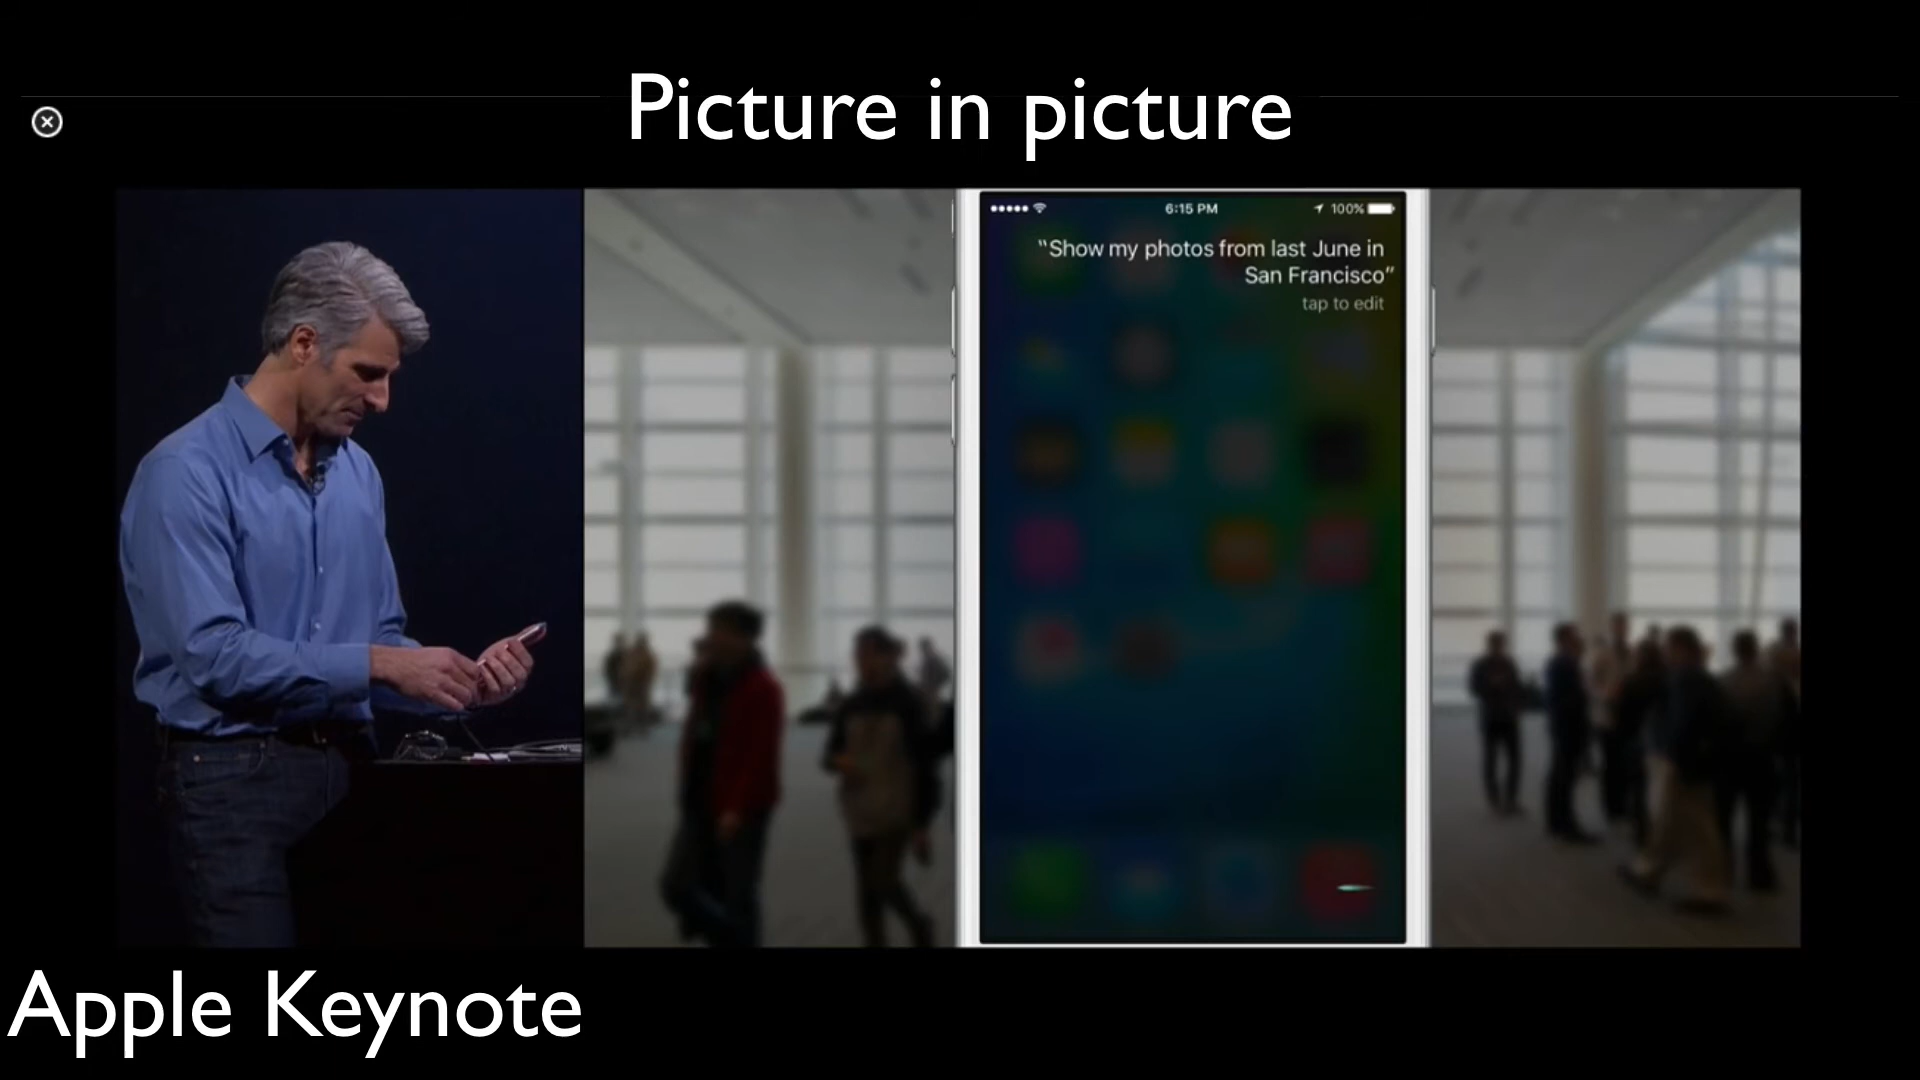 Picture in picture
6:15 PM
100%
“Show my photos from last June in
San Francisco”
tap to edit
Apple Keynote